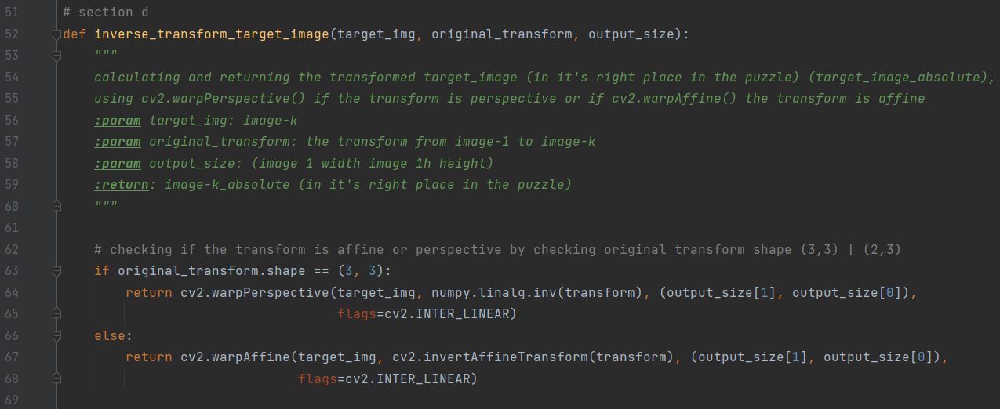 51 # section d
52 def inverse_transform_target_image(target_img, original_transform, output_size):
53     """
54     calculating and returning the transformed target_image (in it's right place in the puzzle) (target_image_absolute),
55     using cv2.warpPerspective() if the transform is perspective or if cv2.warpAffine() the transform is affine
56     :param target_img: image-k
57     :param original_transform: the transform from image-1 to image-k
58     :param output_size: (image 1 width image 1h height)
59     :return: image-k_absolute (in it's right place in the puzzle)
60     """
61
62     # checking if the transform is affine or perspective by checking original transform shape (3,3) | (2,3)
63     if original_transform.shape == (3, 3):
64         return cv2.warpPerspective(target_img, numpy.linalg.inv(transform), (output_size[1], output_size[0]),
65                                    flags=cv2.INTER_LINEAR)
66     else:
67         return cv2.warpAffine(target_img, cv2.invertAffineTransform(transform), (output_size[1], output_size[0]),
68                               flags=cv2.INTER_LINEAR)
69